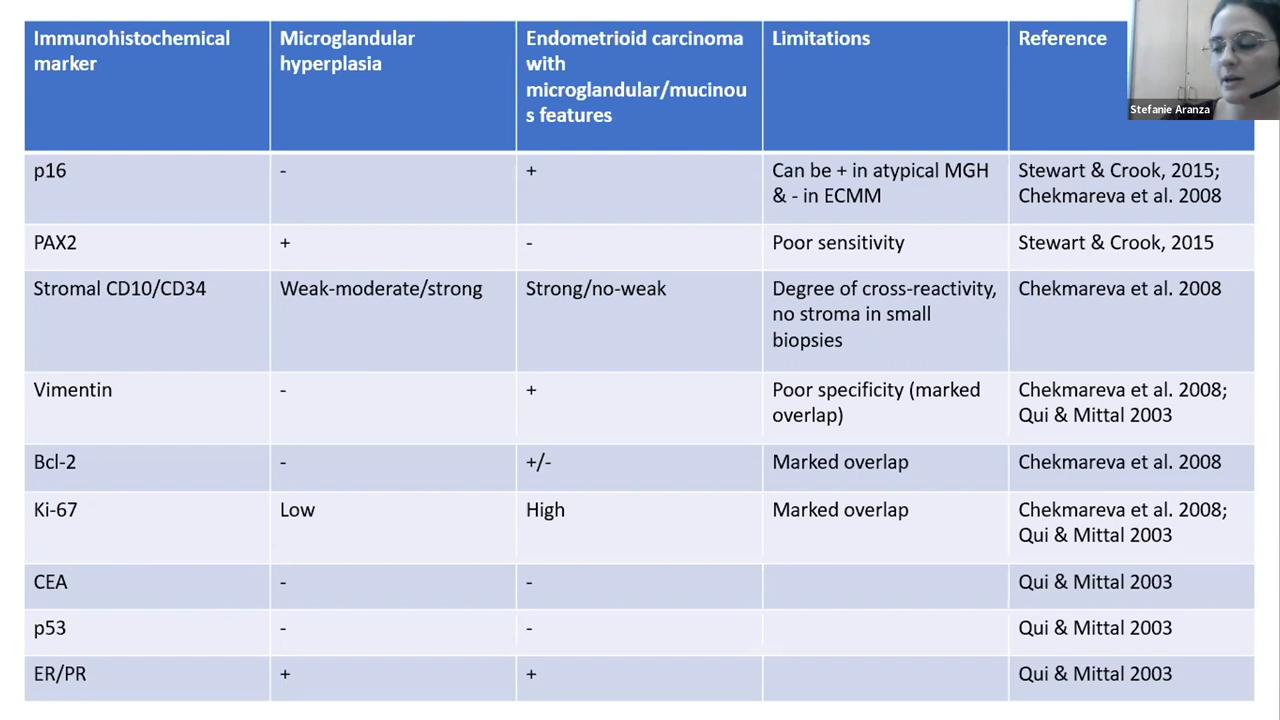 Immunohistochemical
marker
Microglandular
hyperplasia
Endometrioid carcinoma
with
microglandular/mucinou
s features
Limitations
Reference
Stefanie Aranza
p16
-
+
Can be + in atypical MGH
& - in ECMM
Stewart & Crook, 2015;
Chekmareva et al. 2008
PAX2
+
-
Poor sensitivity
Stewart & Crook, 2015
Stromal CD10/CD34
Weak-moderate/strong
Strong/no-weak
Degree of cross-reactivity,
no stroma in small
biopsies
Chekmareva et al. 2008
Vimentin
-
+
Poor specificity (marked
overlap)
Chekmareva et al. 2008;
Qui & Mittal 2003
Bcl-2
-
+/-
Marked overlap
Chekmareva et al. 2008
Ki-67
Low
High
Marked overlap
Chekmareva et al. 2008;
Qui & Mittal 2003
CEA
-
-
Qui & Mittal 2003
p53
-
-
Qui & Mittal 2003
ER/PR
+
+
Qui & Mittal 2003